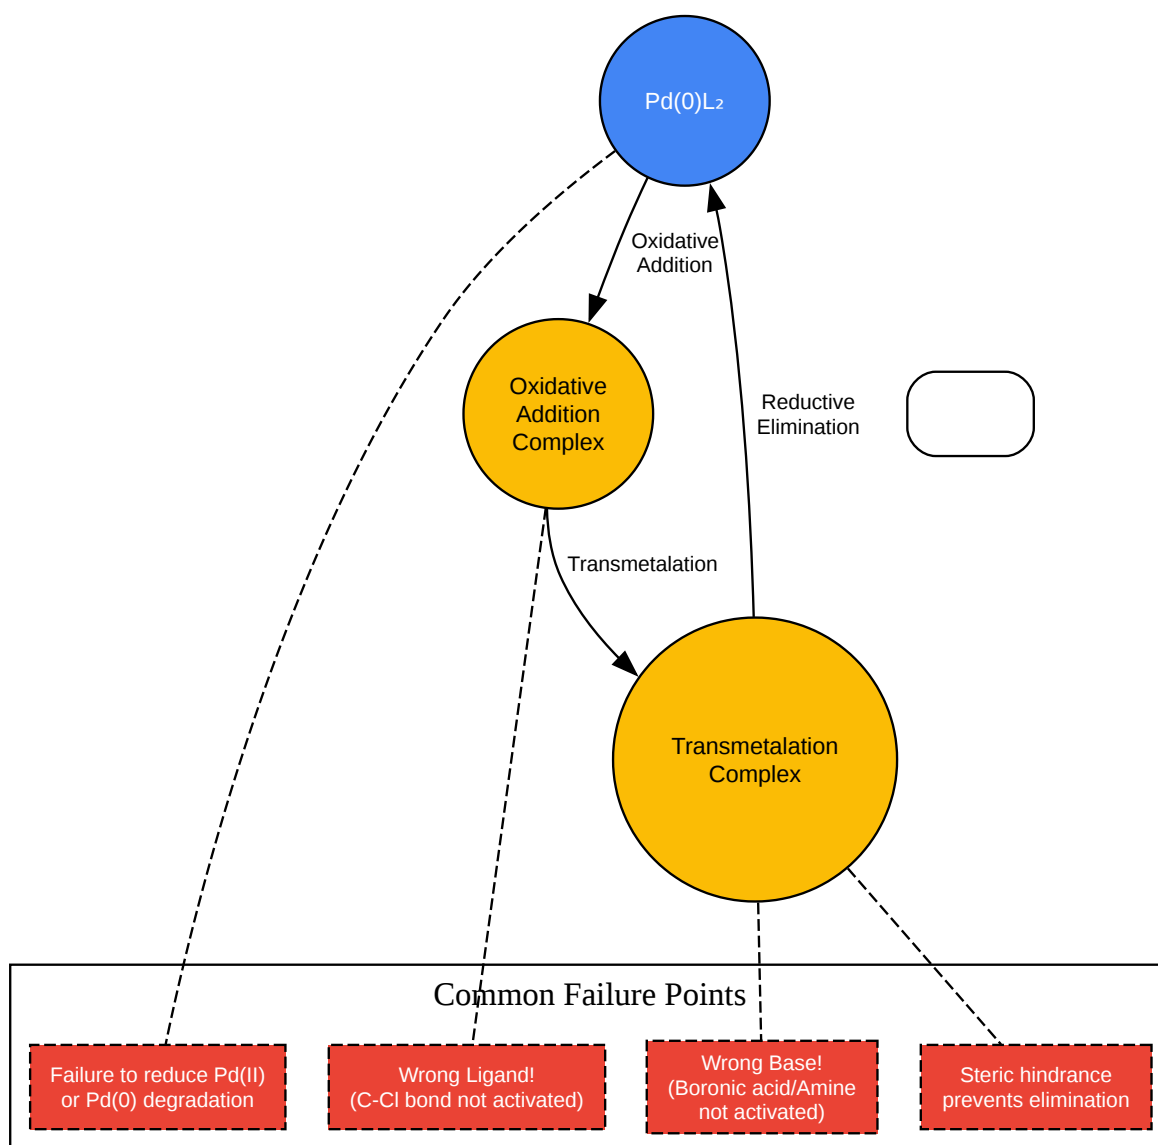 Pd(0)L₂
Oxidative
Addition
Oxidative
Addition
Complex
Reductive
Elimination
Transmetalation
Transmetalation
Complex
Common Failure Points
Failure to reduce Pd(II)
or Pd(0) degradation
Wrong Ligand!
(C-Cl bond not activated)
Wrong Base!
(Boronic acid/Amine
not activated)
Steric hindrance
prevents elimination